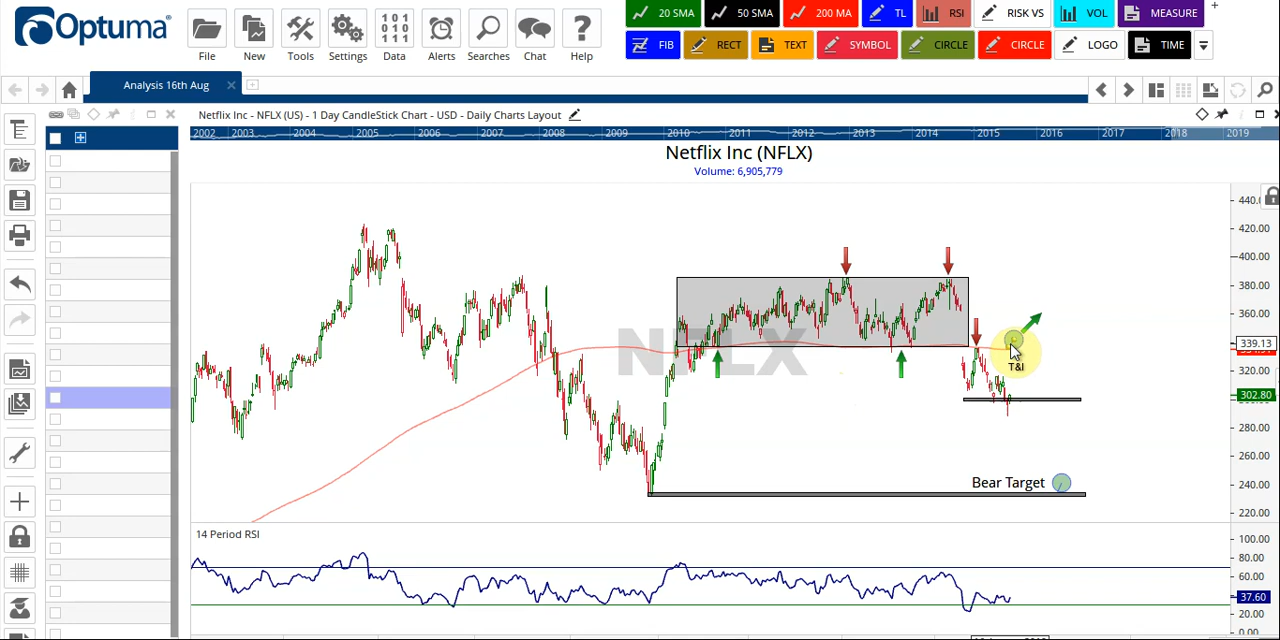 Optuma®
File
New
Tools
Settings
Data
Alerts
Searches
Chat
Help
20 SMA
50 SMA
200 MA
TL
RSI
RISK VS
VOL
MEASURE
FIB
RECT
TEXT
SYMBOL
CIRCLE
CIRCLE
LOGO
TIME
Analysis 16th Aug
Netflix Inc - NFLX (US) - 1 Day CandleStick Chart - USD - Daily Charts Layout
2002 2003 2004 2005 2006 2007 2008 2009 2010 2011 2012 2013 2014 2015 2016 2017 2018 2019
Netflix Inc (NFLX)
Volume: 6,905,779
NFLX
420.00
400.00
380.00
360.00
339.13
320.00
302.80
280.00
260.00
240.00
220.00
T&I
Bear Target
14 Period RSI
100.00
80.00
60.00
37.60
20.00
0.00